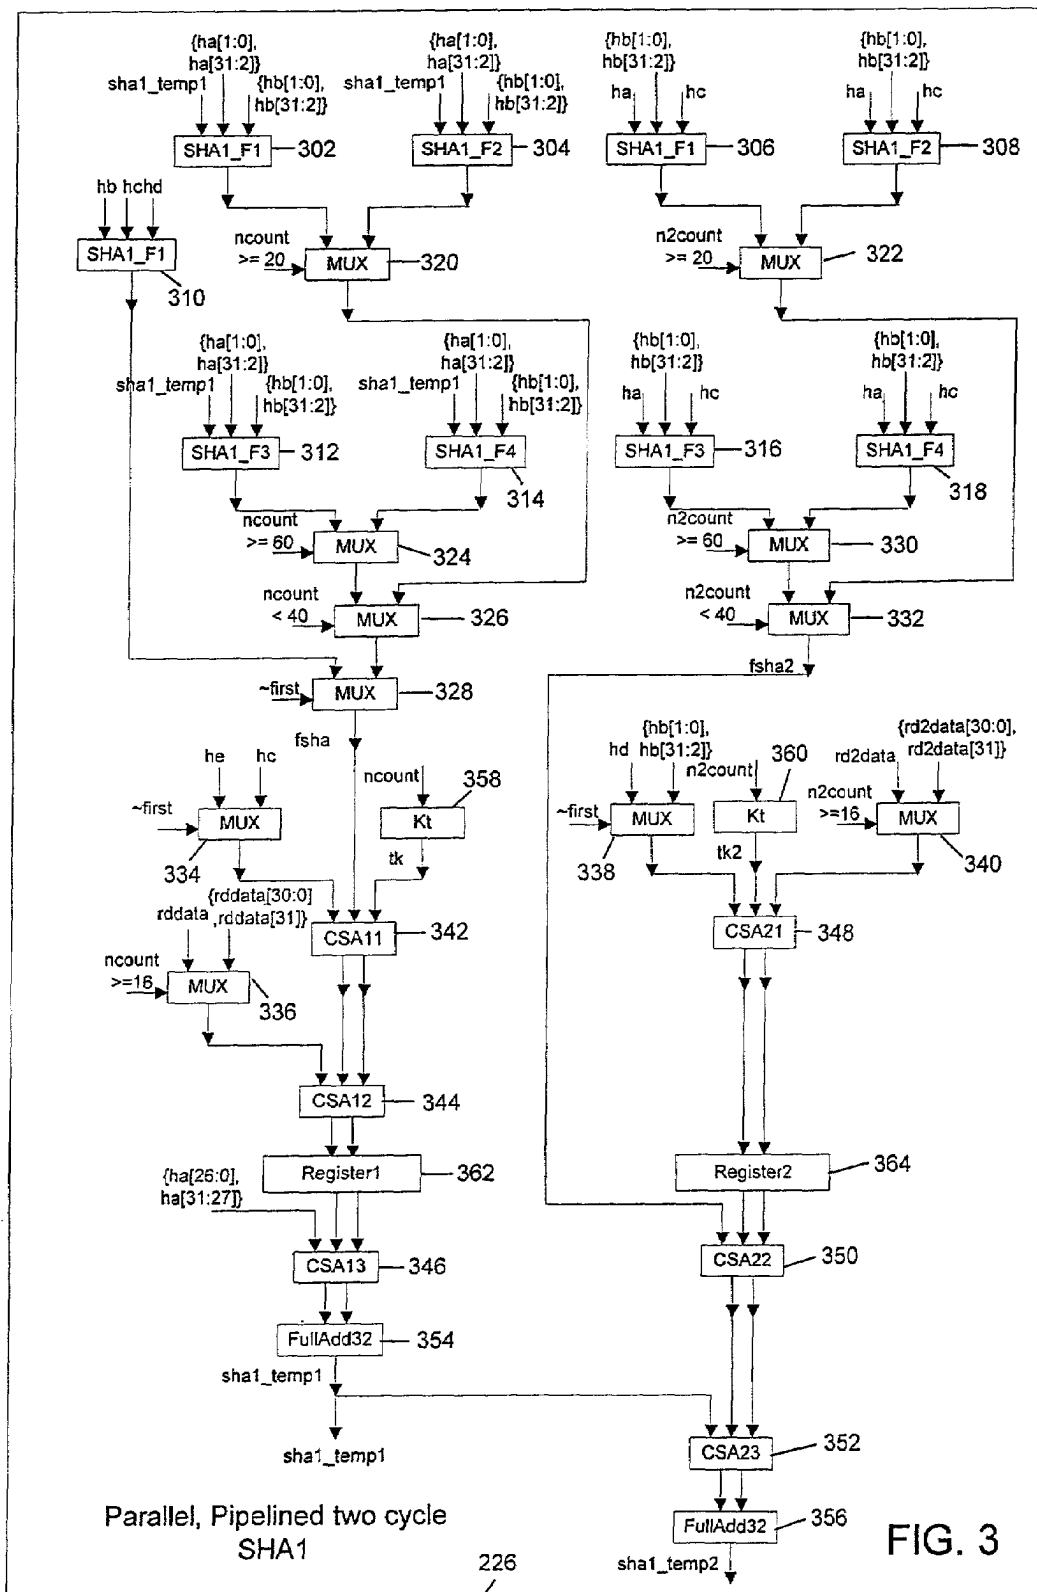 {ha[1:0],
ha[31:2]}
sha1_temp1
{hb[1:0],
hb[31:2]}
SHA1_F1
302
{ha[1:0],
ha[31:2]}
sha1_temp1
{hb[1:0],
hb[31:2]}
SHA1_F2
304
{hb[1:0],
hb[31:2]}
ha
hc
SHA1_F1
306
{hb[1:0],
hb[31:2]}
ha
hc
SHA1_F2
308
hb hchd
SHA1_F1
310
ncount
>= 20
MUX
320
n2count
>= 20
MUX
322
{ha[1:0],
ha[31:2]}
sha1_temp1
{hb[1:0],
hb[31:2]}
SHA1_F3
312
{ha[1:0],
ha[31:2]}
sha1_temp1
{hb[1:0],
hb[31:2]}
SHA1_F4
314
{hb[1:0],
hb[31:2]}
ha
hc
SHA1_F3
316
{hb[1:0],
hb[31:2]}
ha
hc
SHA1_F4
318
ncount
>= 60
MUX
324
n2count
>= 60
MUX
330
ncount
< 40
MUX
326
n2count
< 40
MUX
332
~first
MUX
328
fsha2
fsha
he
hc
~first
MUX
334
ncount
358
Kt
tk
hd
{hb[1:0],
hb[31:2]}
~first
MUX
338
n2count
360
Kt
tk2
{rd2data[30:0],
rd2data[31]}
rd2data
n2count
>=16
MUX
340
rddata
{rddata[30:0]
,rddata[31]}
ncount
>=16
MUX
336
CSA11
342
CSA21
348
CSA12
344
Register1
362
Register2
364
{ha[26:0],
ha[31:27]}
CSA13
346
CSA22
350
FullAdd32
354
sha1_temp1
sha1_temp1
CSA23
352
FullAdd32
356
sha1_temp2
Parallel, Pipelined two cycle
SHA1
FIG. 3
226